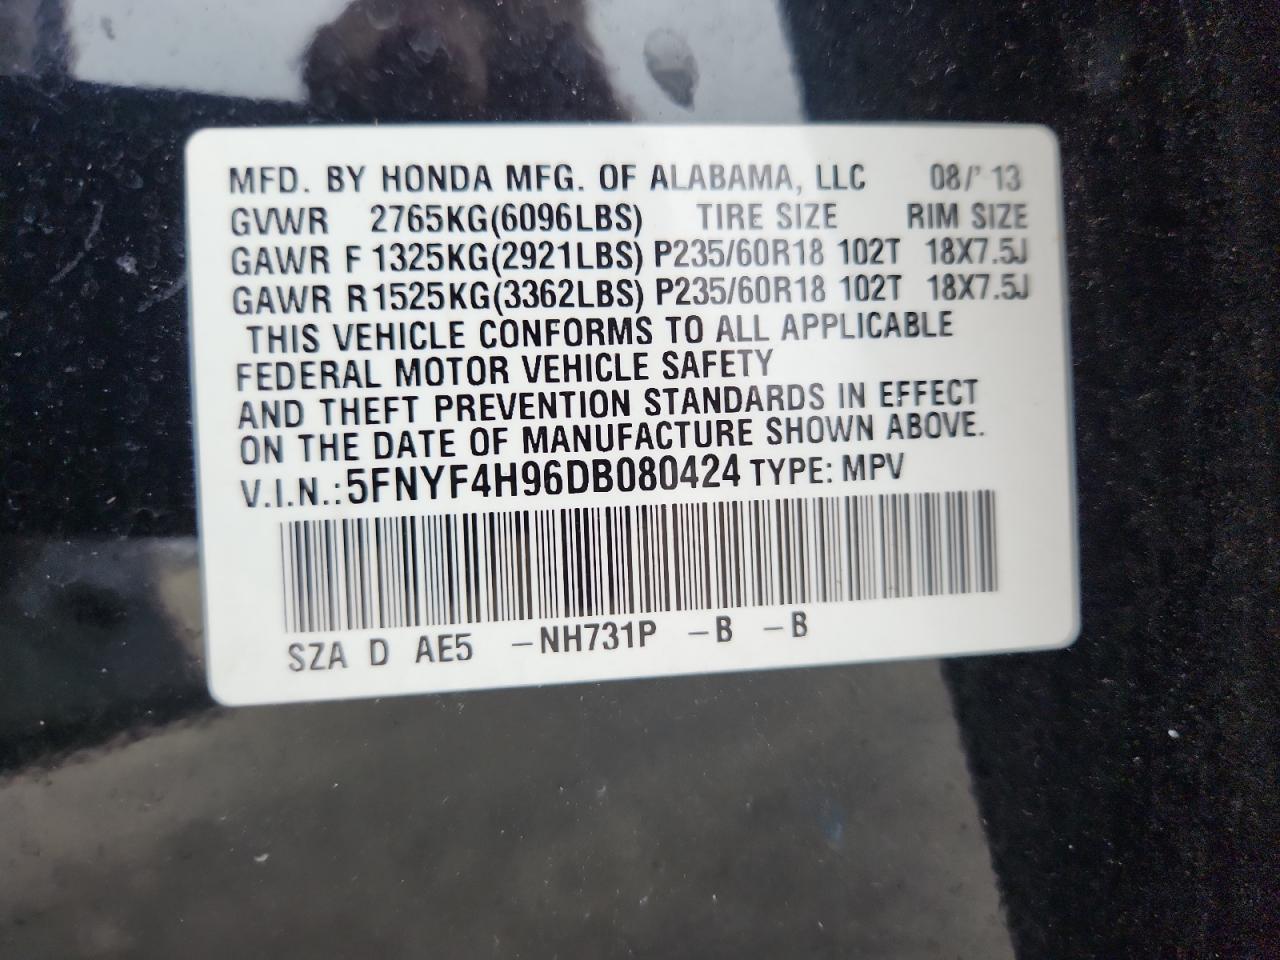 MFD. BY HONDA MFG. OF ALABAMA, LLC 08/'13
GVWR 2765KG(6096LBS) TIRE SIZE RIM SIZE
GAWR F 1325KG(2921LBS) P235/60R18 102T 18X7.5J
GAWR R1525KG(3362LBS) P235/60R18 102T 18X7.5J
THIS VEHICLE CONFORMS TO ALL APPLICABLE
FEDERAL MOTOR VEHICLE SAFETY
AND THEFT PREVENTION STANDARDS IN EFFECT
ON THE DATE OF MANUFACTURE SHOWN ABOVE.
V.I.N.:5FNYF4H96DB080424 TYPE: MPV
SZA D AE5 -NH731P -B -B